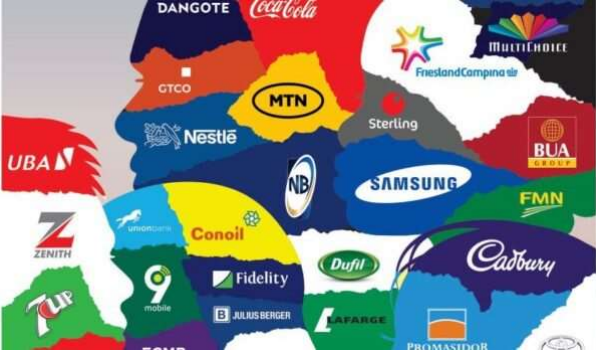 DANGOTE
Coca-Cola
MULTICHOICE
FrieslandCampina
GTCO
MTN
Sterling
Nestlé
BUA
GROUP
UBA
NB
SAMSUNG
FMN
unionbank
Conoil
ZENITH
Dufil
Cadbury
9
mobile
Fidelity
7UP
JULIUS BERGER
LAFARGE
PROMASIDOR
FCMB